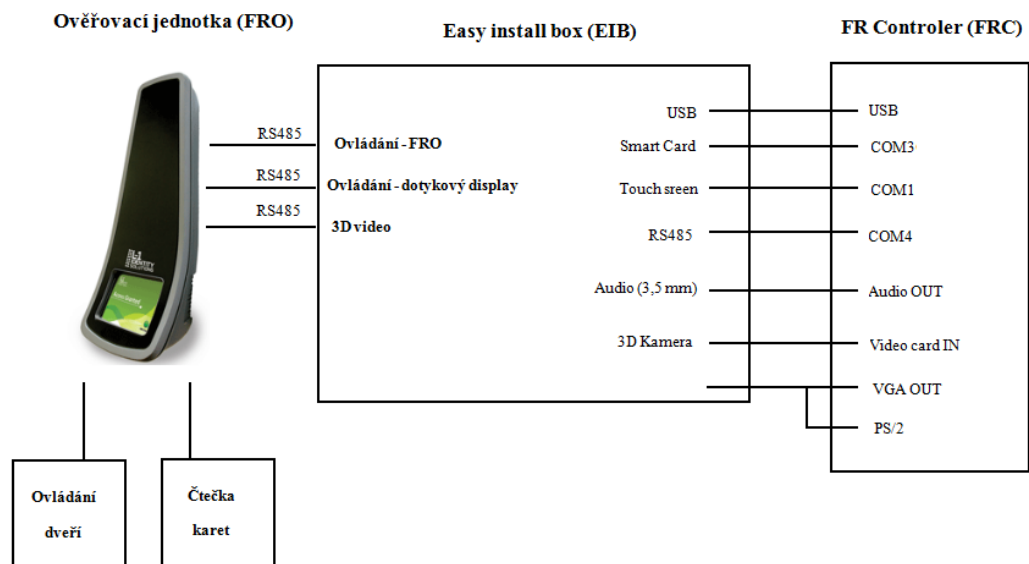 Ověřovací jednotka (FRO)
Easy install box (EIB)
FR Controler (FRC)
RS485
RS485
RS485
Ovládání - FRO
Ovládání - dotykový display
3D video
USB
Smart Card
Touch sreen
RS485
Audio (3,5 mm)
3D Kamera
USB
COM3
COM1
COM4
Audio OUT
Video card IN
VGA OUT
PS/2
IDENTITY
SOLUTIONS
Ovládání
dveří
Čtečka
karet